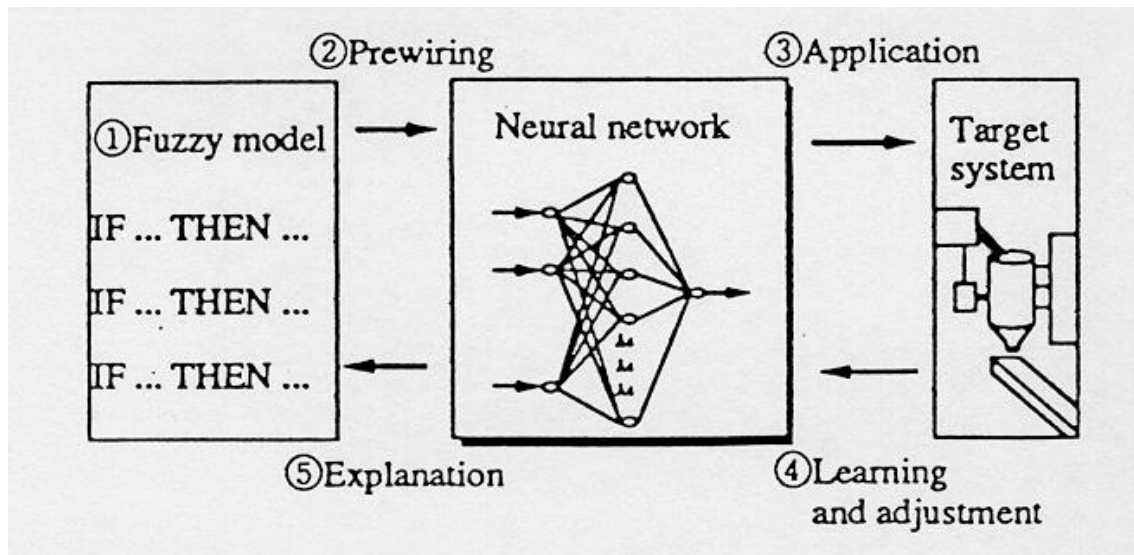 ②Prewiring
③Application
①Fuzzy model
Neural network
Target
system
IF ... THEN ...
IF ... THEN ...
IF ... THEN ...
⑤Explanation
④Learning
and adjustment